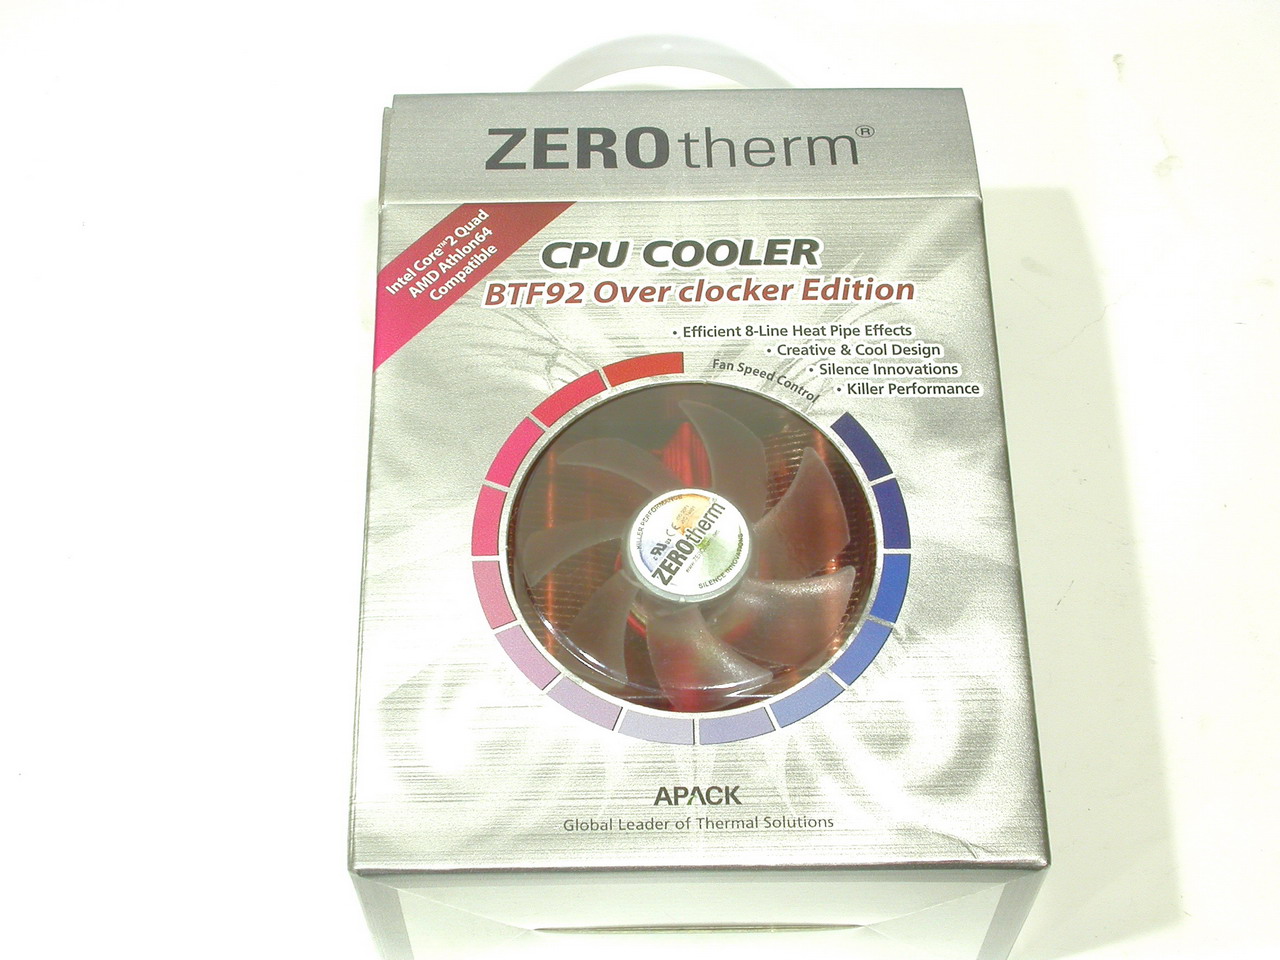 ZEROtherm®
Intel Core™2 Quad
AMD Athlon64
Compatible
CPU COOLER
BTF92 Over clocker Edition
• Efficient 8-Line Heat Pipe Effects
• Creative & Cool Design
• Silence Innovations
• Killer Performance
Fan Speed Control
KILLER PERFORMANCE
ZEROtherm®
SILENCE INNOVATIONS
APACK
Global Leader of Thermal Solutions